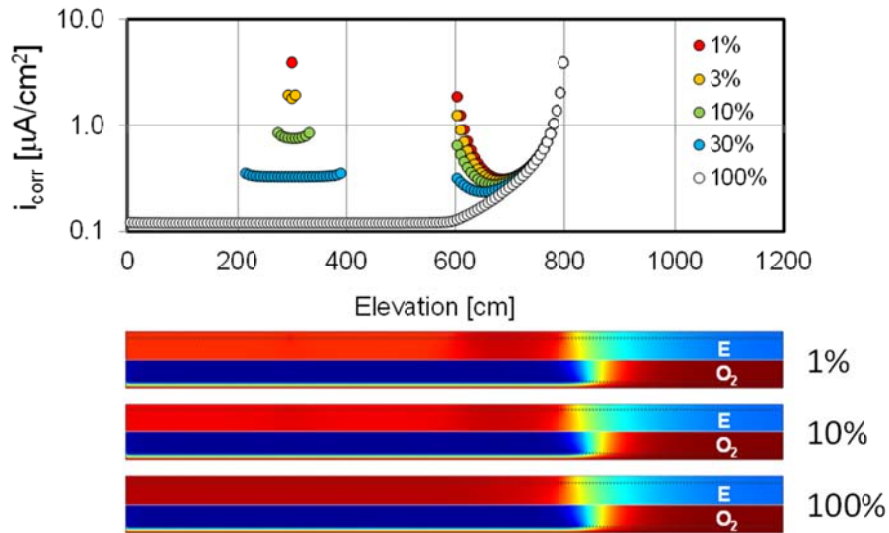 10.0
1.0
0.1
i_corr [µA/cm²]
1%
3%
10%
30%
100%
0 200 400 600 800 1000 1200
Elevation [cm]
E
O₂
1%
E
O₂
10%
E
O₂
100%